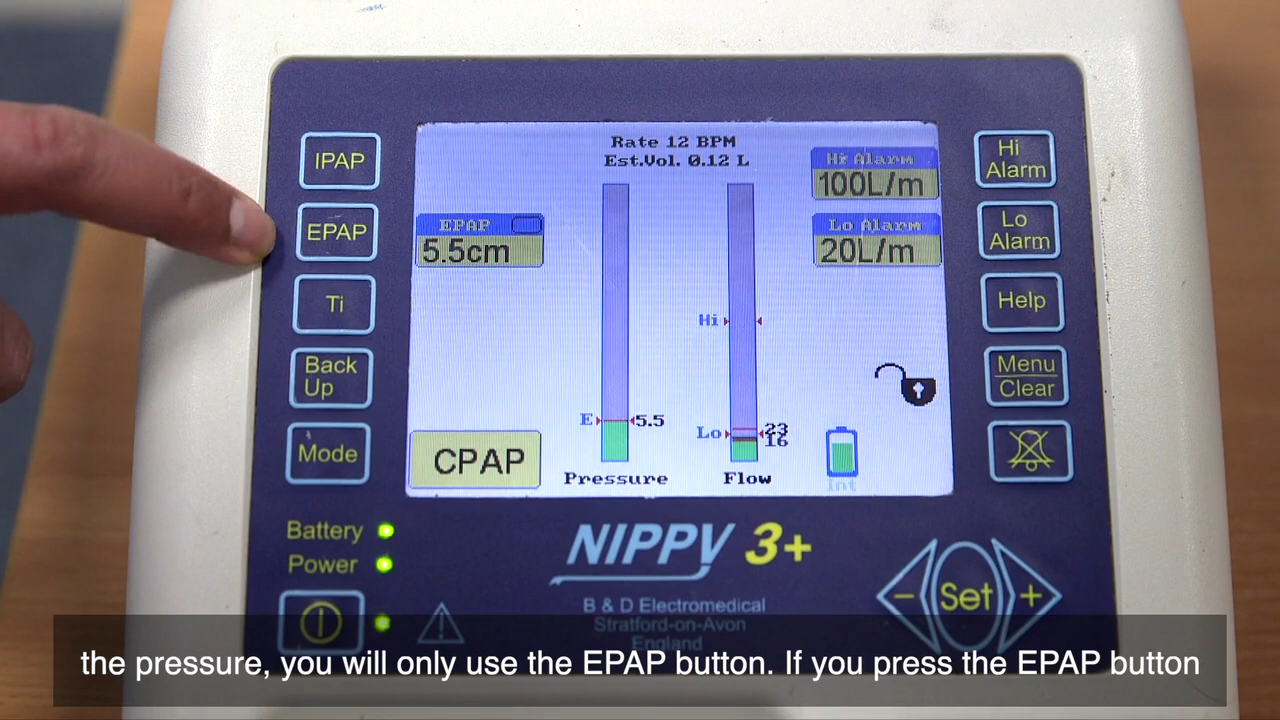 IPAP
EPAP
Ti
Back
Up
Mode
Rate 12 BPM
Est.Vol. 0.12 L
EPAP
5.5cm
Hi Alarm
100L/m
Lo Alarm
20L/m
Hi
E
5.5
Lo
23
16
CPAP
Pressure
Flow
Int
Hi
Alarm
Lo
Alarm
Help
Menu
Clear
Battery
Power
NIPPY 3+
B & D Electromedical
Stratford-on-Avon
England
- Set +
the pressure, you will only use the EPAP button. If you press the EPAP button